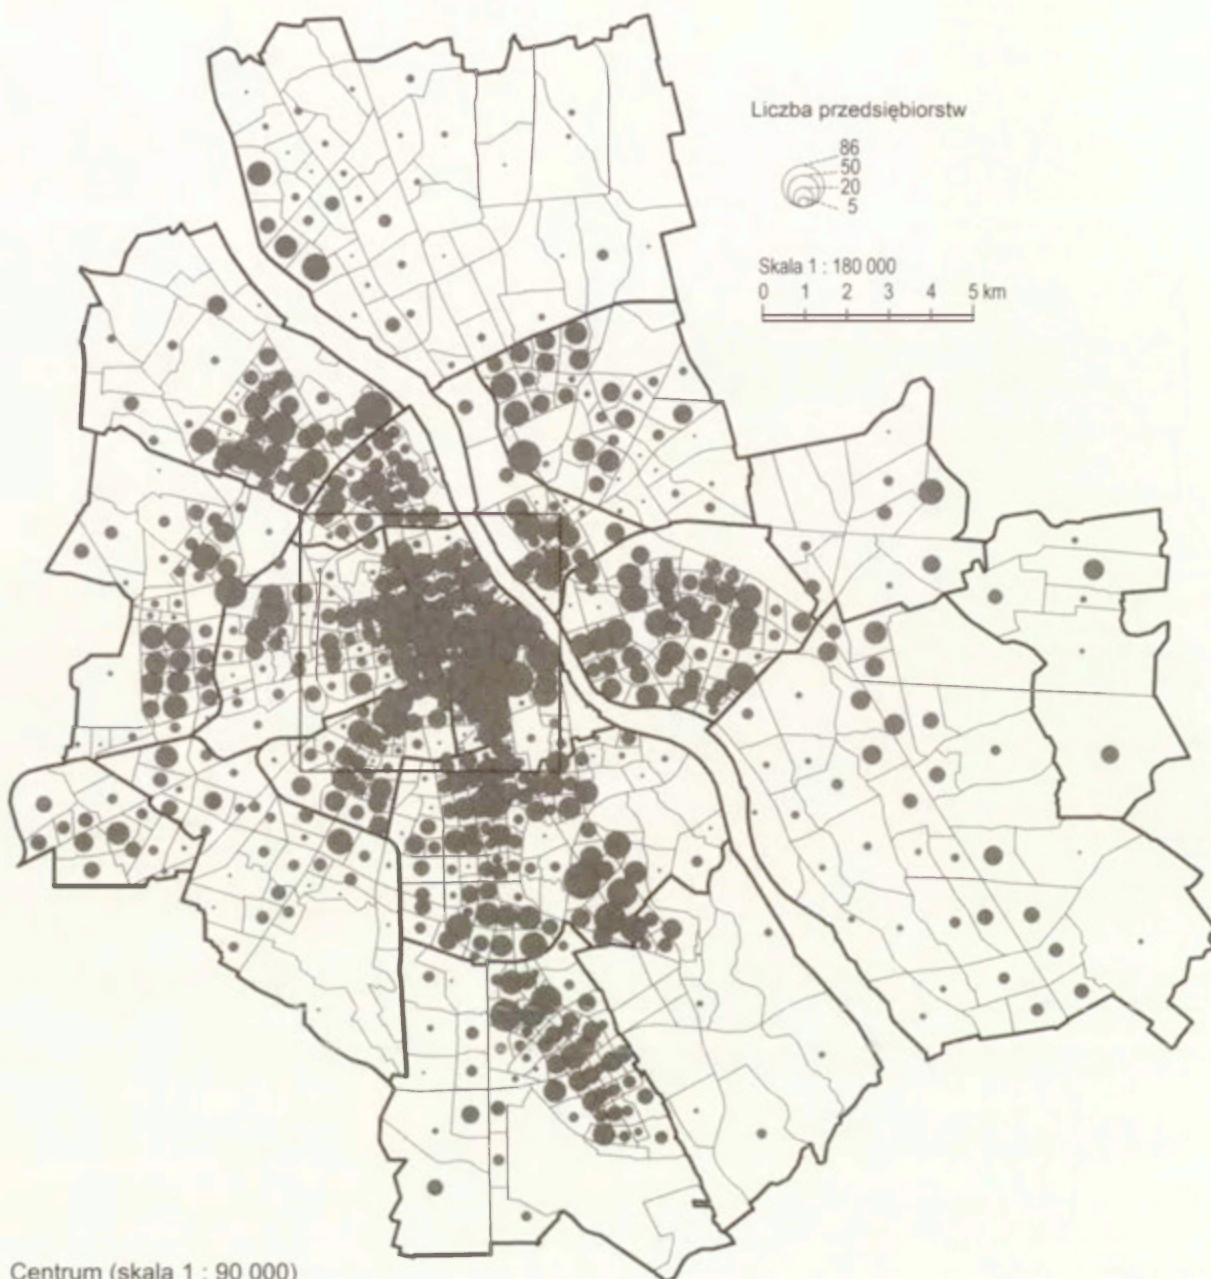 Liczba przedsiębiorstw
86
50
20
5
Skala 1 : 180 000
0 1 2 3 4 5 km
Centrum (skala 1 : 90 000)